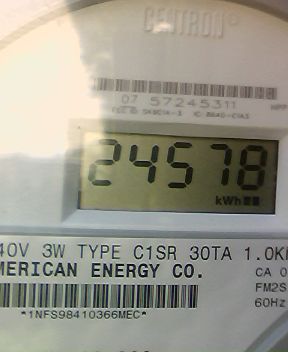 CENTRON®
07 57245311
24578
kWh
40V 3W TYPE C1SR 30TA 1.0K
MERICAN ENERGY CO.
CA 0
FM2S
60Hz
*1NFS98410366MEC*